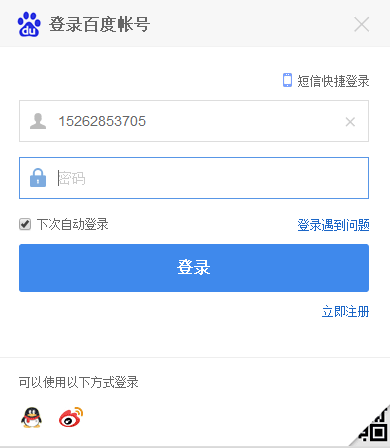 du 登录百度帐号
短信快捷登录
15262853705
密码
下次自动登录 登录遇到问题
登录
立即注册
可以使用以下方式登录